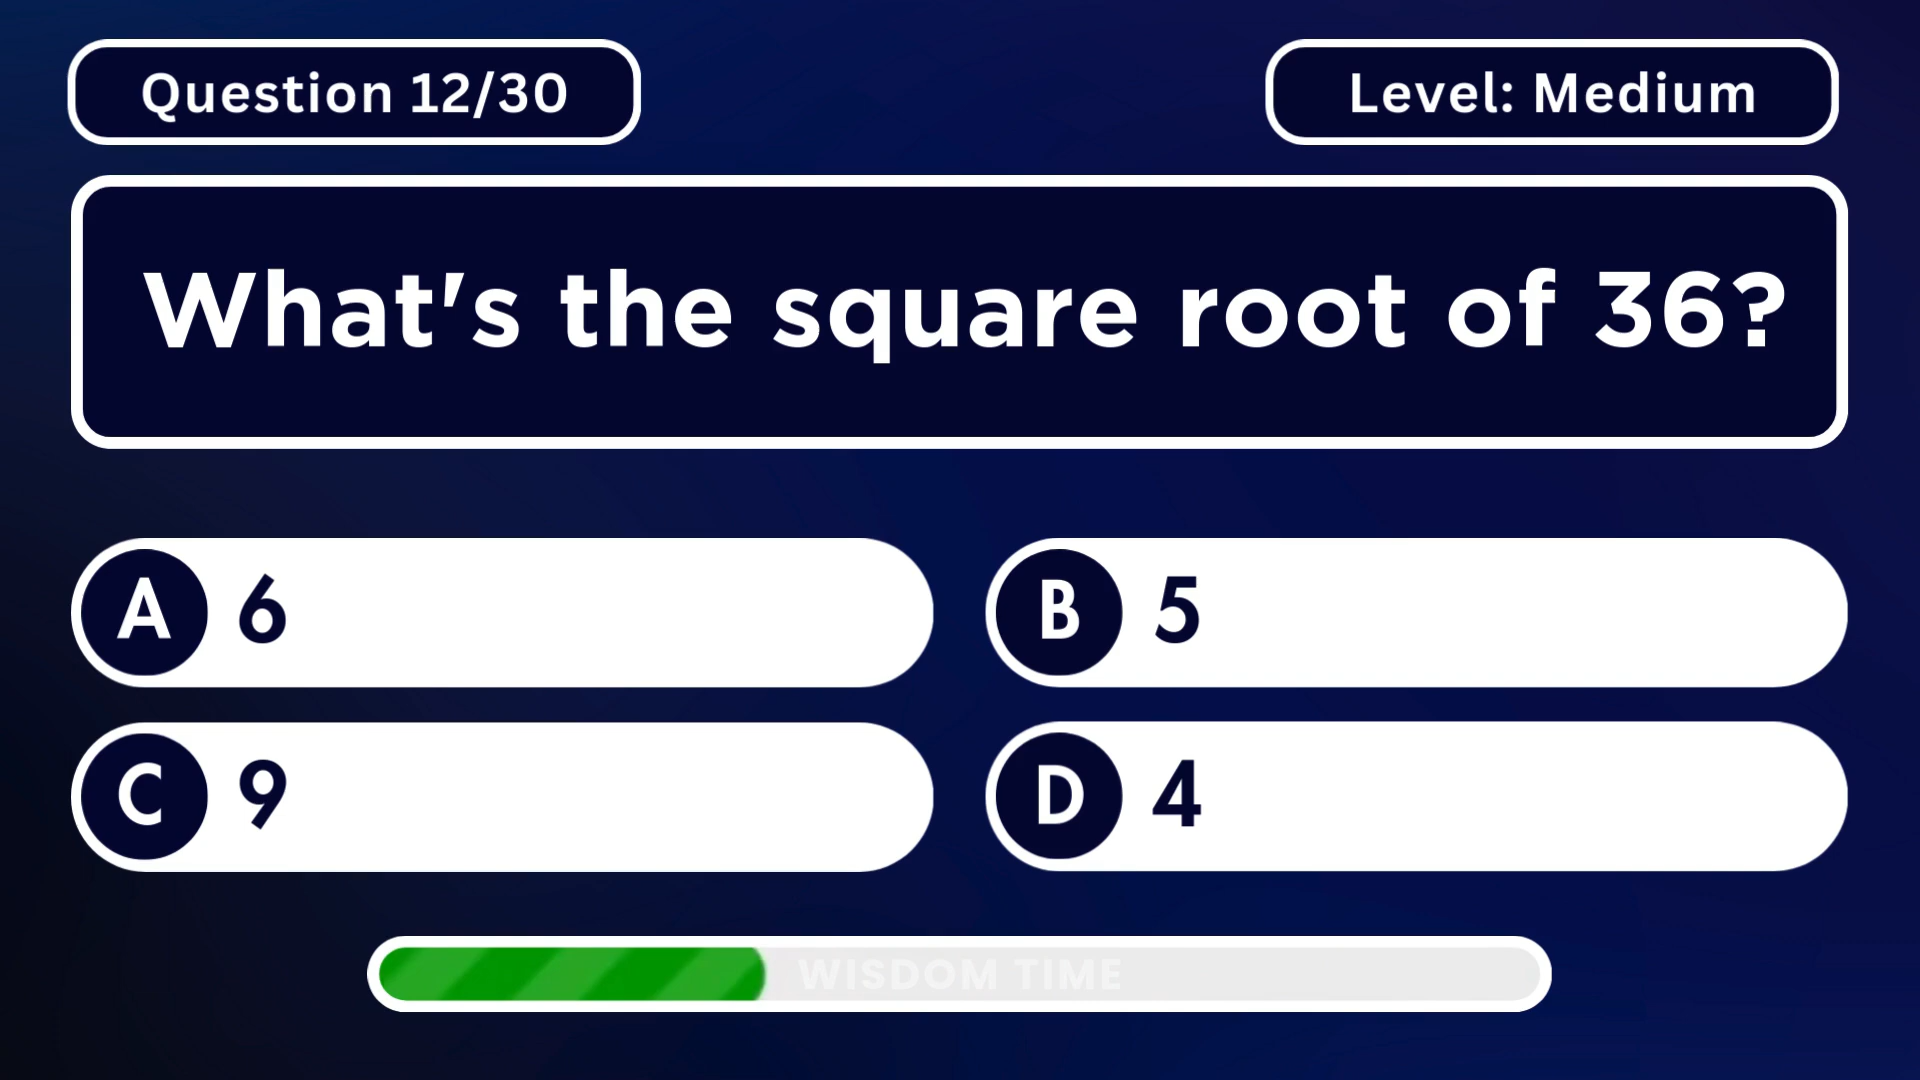 Question 12/30
Level: Medium
What's the square root of 36?
A 6
B 5
C 9
D 4
WISDOM TIME